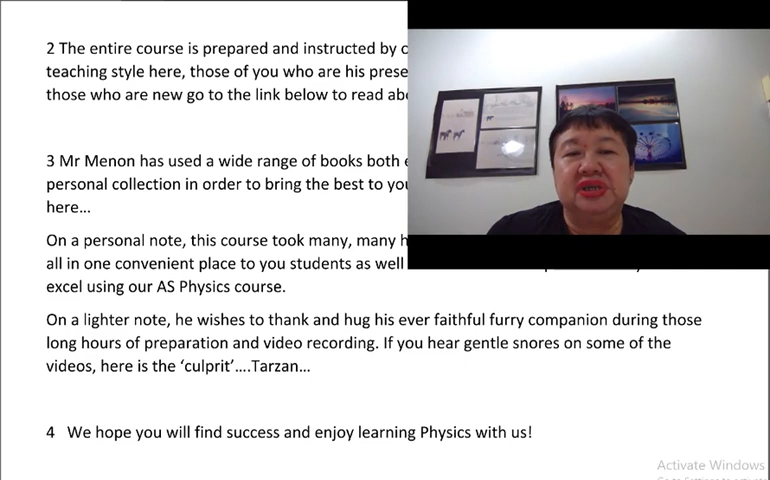 2 The entire course is prepared and instructed by
teaching style here, those of you who are his
those who are new go to the link below to read
3 Mr Menon has used a wide range of books both
personal collection in order to bring the best to
here...
On a personal note, this course took many, many
all in one convenient place to you students as well
excel using our AS Physics course.
On a lighter note, he wishes to thank and hug his ever faithful furry companion during those
long hours of preparation and video recording. If you hear gentle snores on some of the
videos, here is the ‘culprit’....Tarzan...
4 We hope you will find success and enjoy learning Physics with us!
Activate Windows